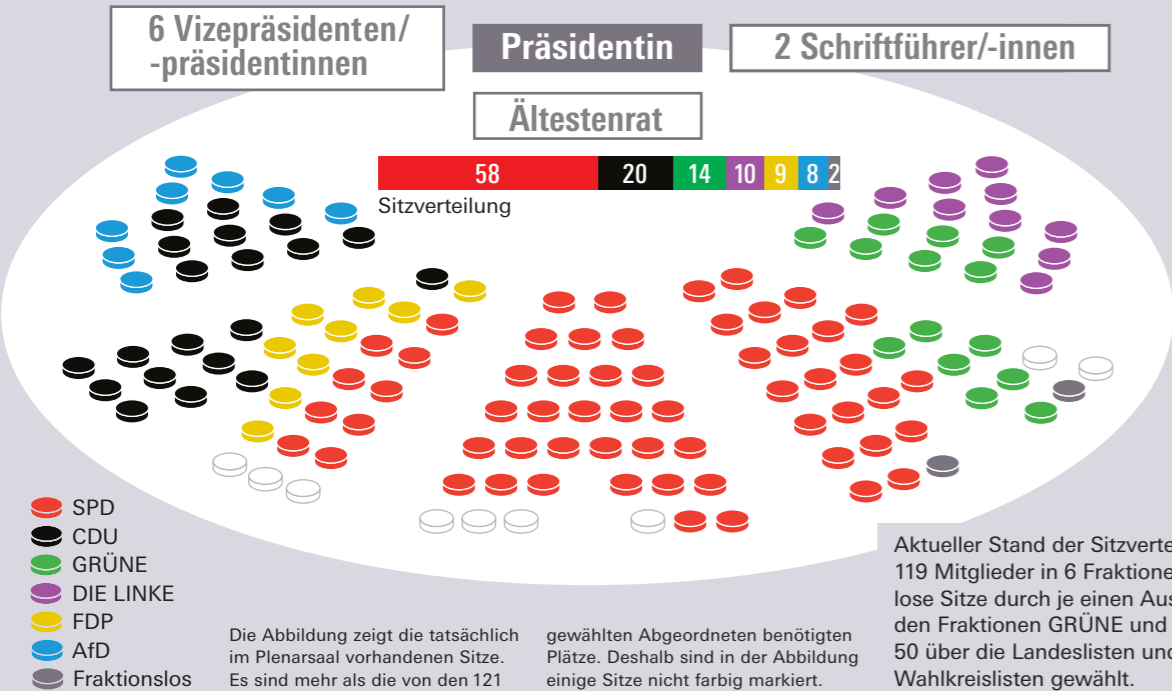 6 Vizepräsidenten/
-präsidentinnen
Präsidentin
2 Schriftführer/-innen
Ältestenrat
58 20 14 10 9 8 2
Sitzverteilung
SPD
CDU
GRÜNE
DIE LINKE
FDP
AfD
Fraktionslos
Die Abbildung zeigt die tatsächlich
im Plenarsaal vorhandenen Sitze.
Es sind mehr als die von den 121
gewählten Abgeordneten benötigten
Plätze. Deshalb sind in der Abbildung
einige Sitze nicht farbig markiert.
Aktueller Stand der
119 Mitglieder in 6
lose Sitze durch je einen
den Fraktionen GRÜNE und
50 über die Landeslisten
Wahlkreislisten gewählt.